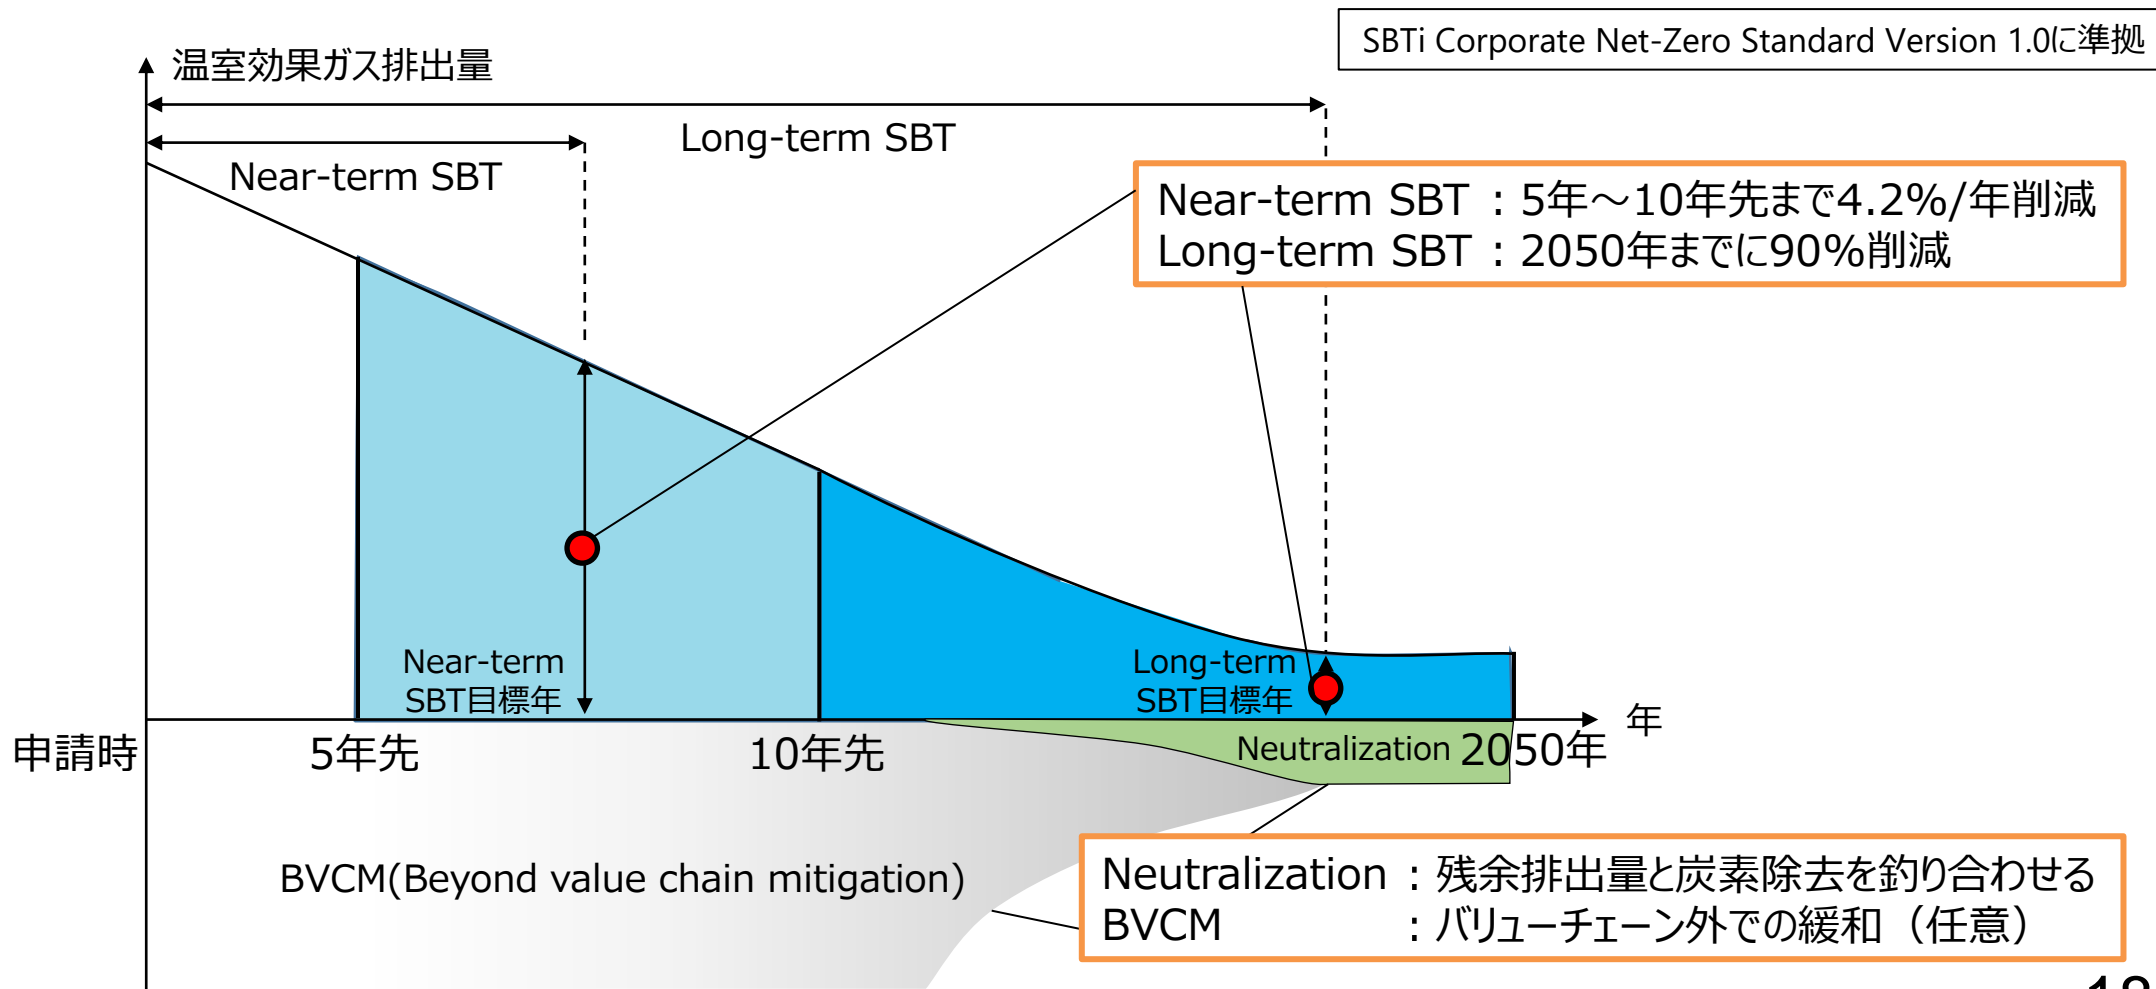 SBTi Corporate Net-Zero Standard Version 1.0に準拠
温室効果ガス排出量
Long-term SBT
Near-term SBT
Near-term SBT：5年～10年先まで4.2%/年削減
Long-term SBT：2050年までに90%削減
Near-term
SBT目標年
Long-term
SBT目標年
年
申請時
5年先
10年先
Neutralization
2050年
BVCM(Beyond value chain mitigation)
Neutralization：残余排出量と炭素除去を釣り合わせる
BVCM：バリューチェーン外での緩和（任意）